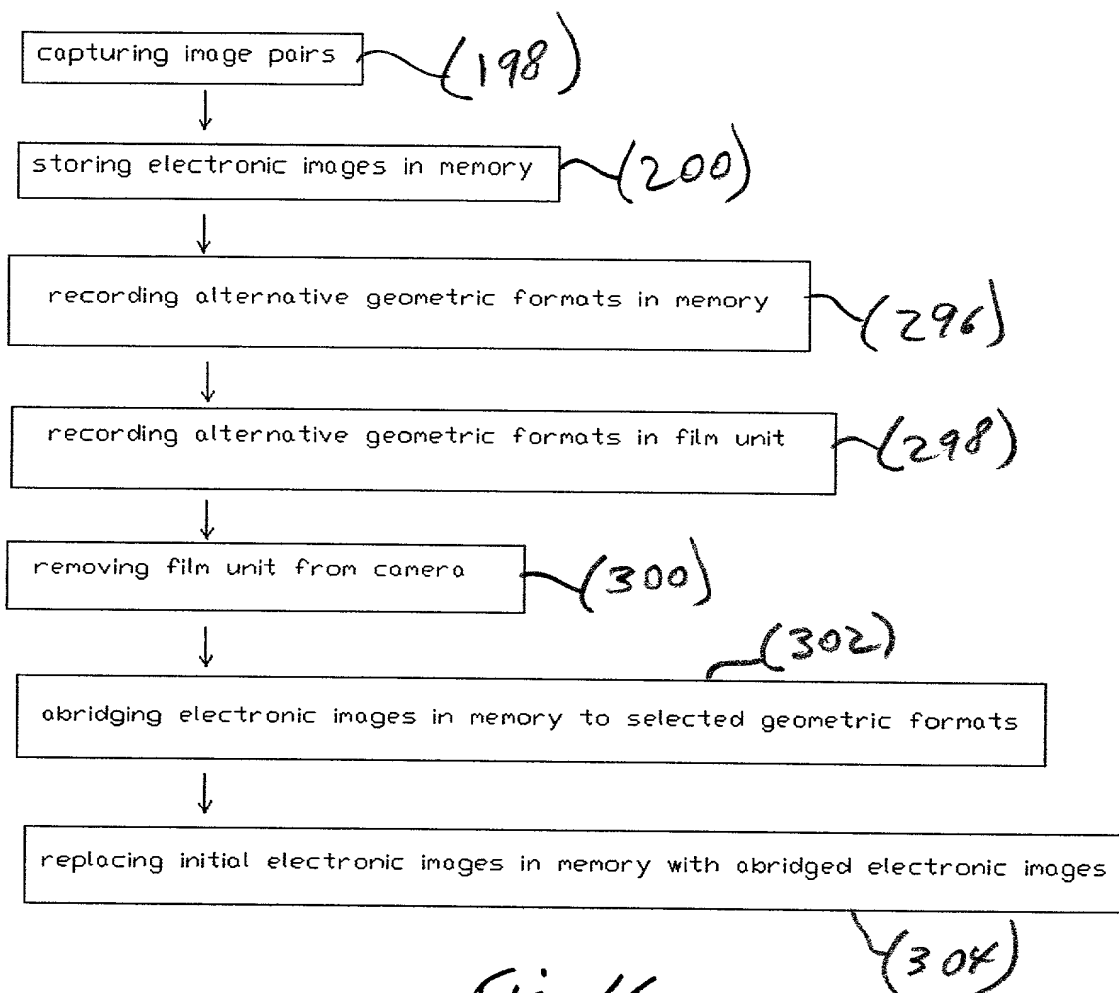 capturing image pairs (198)
storing electronic images in memory (200)
recording alternative geometric formats in memory (296)
recording alternative geometric formats in film unit (298)
removing film unit from camera (300)
(302)
abridging electronic images in memory to selected geometric formats
replacing initial electronic images in memory with abridged electronic images
(304)